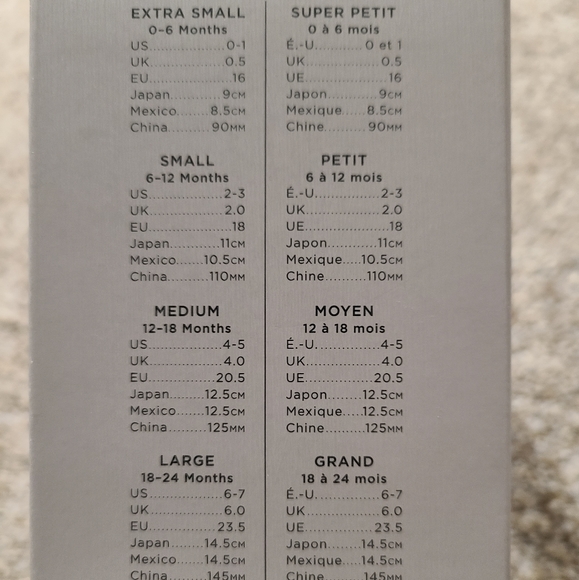 EXTRA SMALL
0–6 Months
US..............0-1
UK..............0.5
EU..............16
Japan..........9CM
Mexico......8.5CM
China.........90MM
SMALL
6–12 Months
US..............2-3
UK..............2.0
EU..............18
Japan..........11CM
Mexico......10.5CM
China.........110MM
MEDIUM
12–18 Months
US..............4-5
UK..............4.0
EU..............20.5
Japan........12.5CM
Mexico......12.5CM
China.........125MM
LARGE
18–24 Months
US..............6-7
UK..............6.0
EU..............23.5
Japan........14.5CM
Mexico......14.5CM
China.........145MM
SUPER PETIT
0 à 6 mois
É.-U..........0 et 1
UK..............0.5
UE..............16
Japon..........9CM
Mexique.....8.5CM
Chine.........90MM
PETIT
6 à 12 mois
É.-U............2-3
UK..............2.0
UE..............18
Japon..........11CM
Mexique.....10.5CM
Chine.........110MM
MOYEN
12 à 18 mois
É.-U............4-5
UK..............4.0
UE..............20.5
Japon........12.5CM
Mexique.....12.5CM
Chine.........125MM
GRAND
18 à 24 mois
É.-U............6-7
UK..............6.0
UE..............23.5
Japon........14.5CM
Mexique.....14.5CM
Chine.........145MM